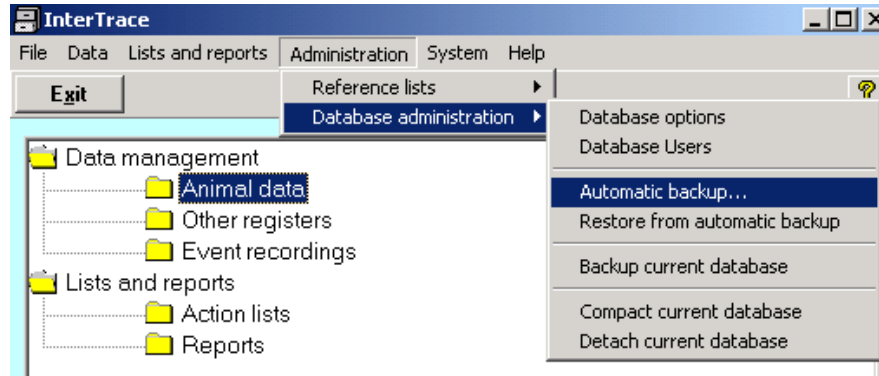 InterTrace
File Data Lists and reports Administration System Help
Exit
Reference lists
Database administration
Database options
Database Users
Automatic backup...
Restore from automatic backup
Backup current database
Compact current database
Detach current database
Data management
Animal data
Other registers
Event recordings
Lists and reports
Action lists
Reports